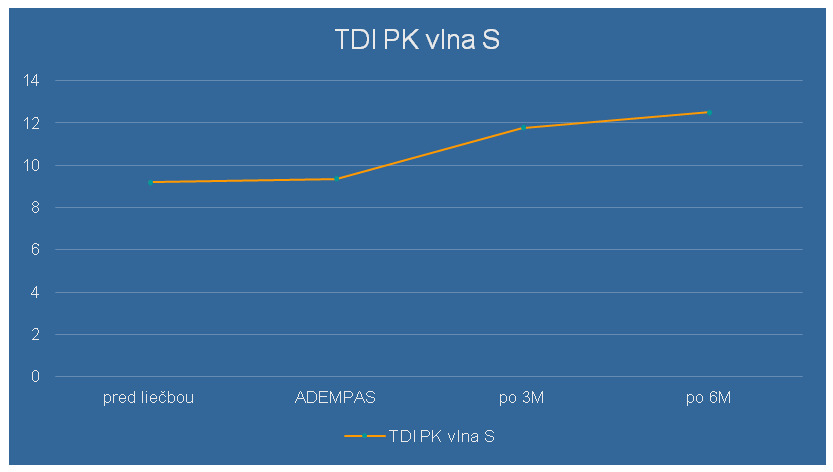 TDI PK vlna S
14
12
10
8
6
4
2
0
pred liečbou ADEMPAS po 3M po 6M
TDI PK vlna S